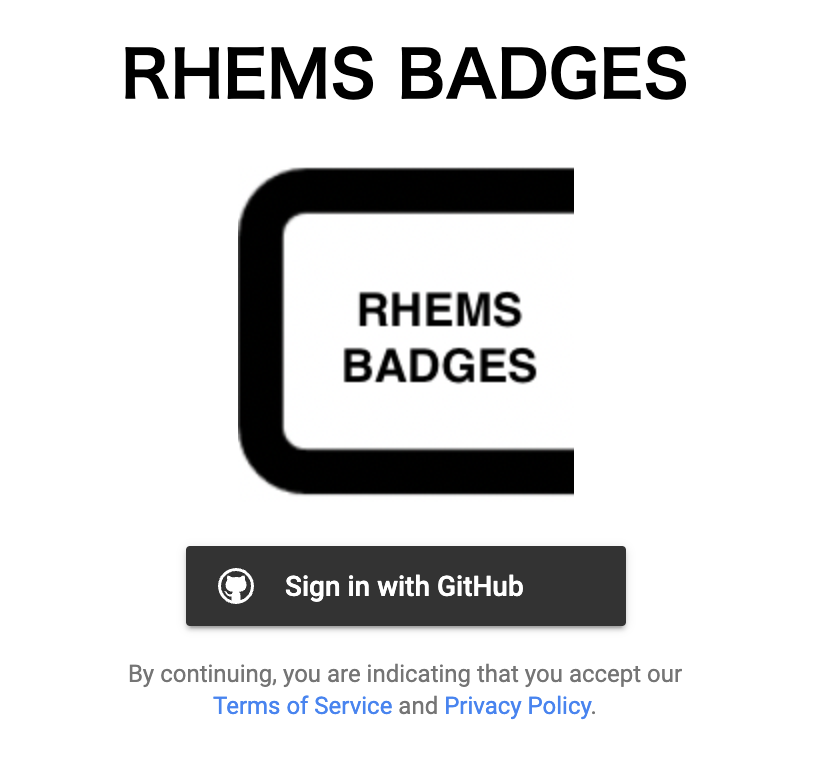 RHEMS BADGES
RHEMS
BADGES
Sign in with GitHub
By continuing, you are indicating that you accept our
Terms of Service and Privacy Policy.